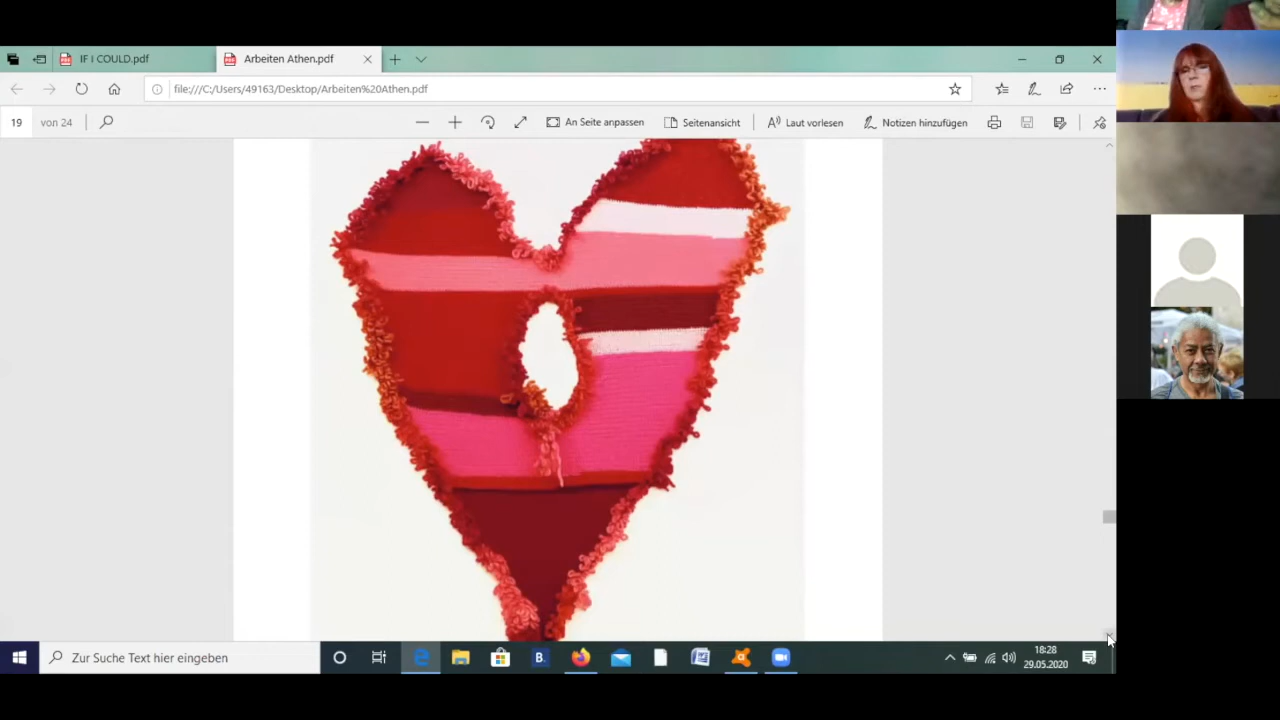 IF I COULD.pdf
Arbeiten Athen.pdf
file:///C:/Users/49163/Desktop/Arbeiten%20Athen.pdf
19 von 24
An Seite anpassen
Seitenansicht
Laut vorlesen
Notizen hinzufügen
Zur Suche Text hier eingeben
B.
18:28
29.05.2020